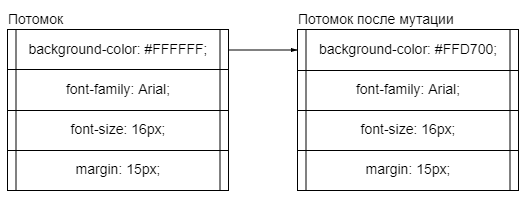 Потомок
background-color: #FFFFFF;
font-family: Arial;
font-size: 16px;
margin: 15px;
Потомок после мутации
background-color: #FFD700;
font-family: Arial;
font-size: 16px;
margin: 15px;